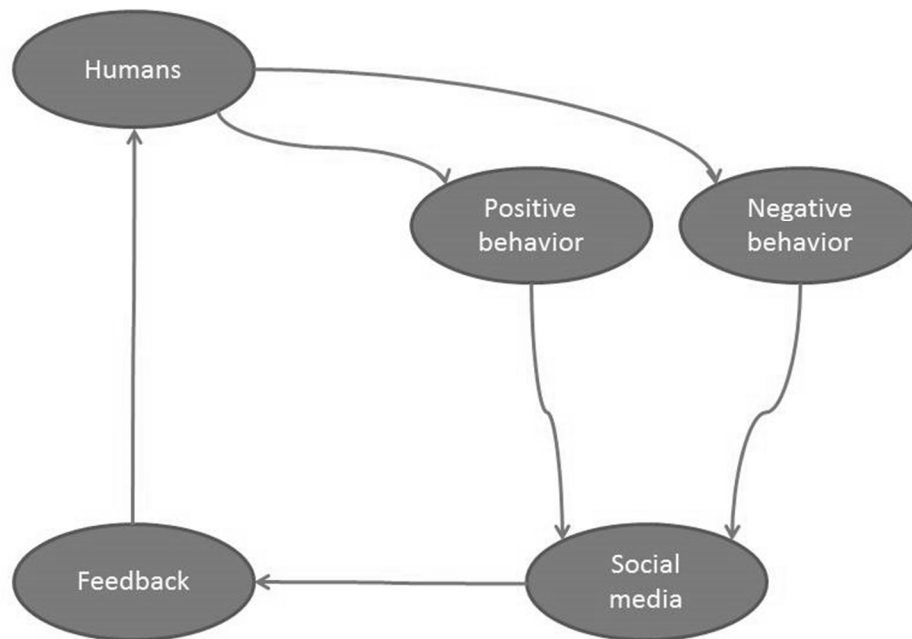 Humans
Positive
behavior
Negative
behavior
Feedback
Social
media